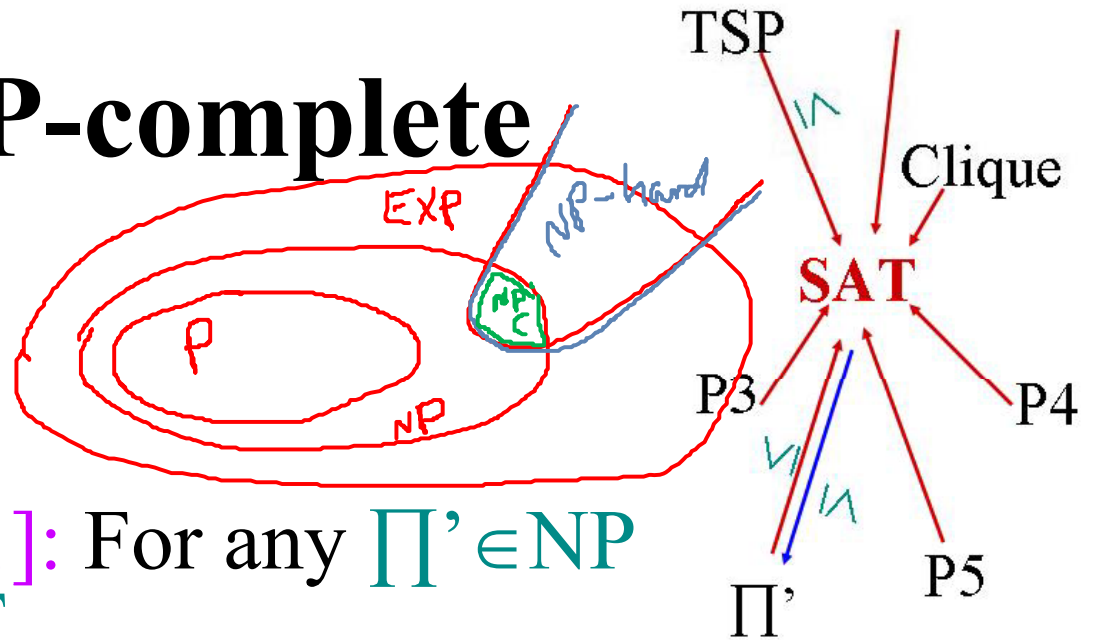 P-complete
EXP
NP-hard
P
NP
C
NP
]: For any ∏’∈NP
TSP
≤
Clique
SAT
P3
P4
≤
≤
P5
∏’